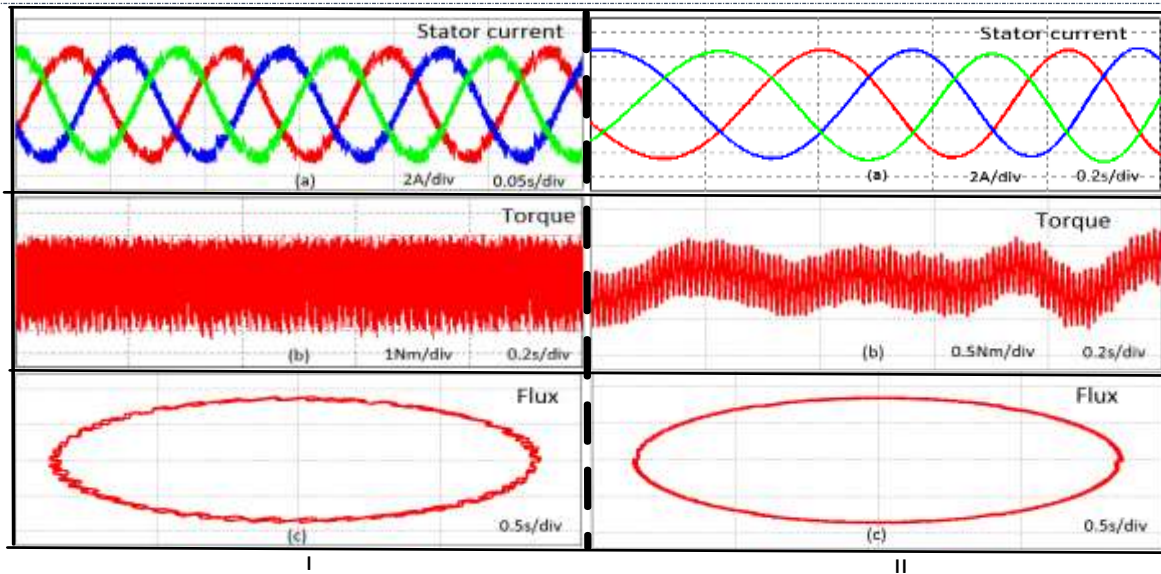 Stator current
(a) 2A/div 0.05s/div
Torque
(b) 1Nm/div 0.2s/div
Flux
0.5s/div
(c)
I
Stator current
(a) 2A/div 0.2s/div
Torque
(b) 0.5Nm/div 0.2s/div
Flux
(c) 0.5s/div
II